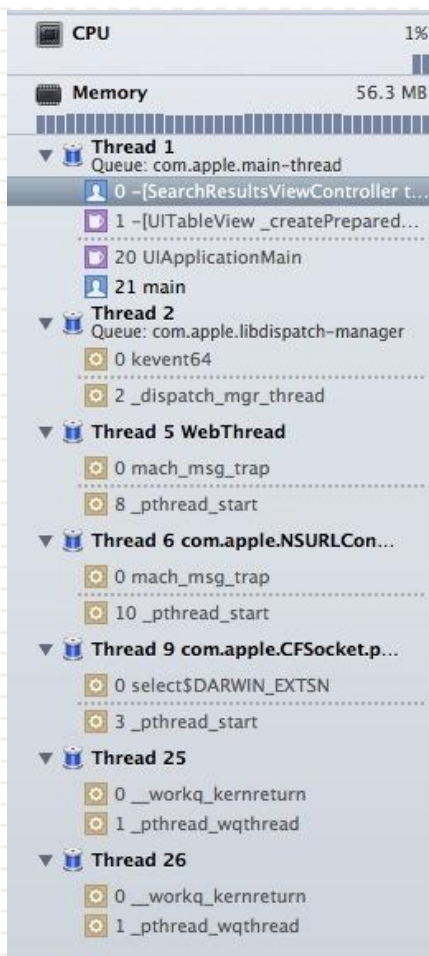 CPU 1%
Memory 56.3 MB
Thread 1
Queue: com.apple.main-thread
0 -[SearchResultsViewController t...
1 -[UITableView _createPrepared...
20 UIApplicationMain
21 main
Thread 2
Queue: com.apple.libdispatch-manager
0 kevent64
2 _dispatch_mgr_thread
Thread 5 WebThread
0 mach_msg_trap
8 _pthread_start
Thread 6 com.apple.NSURLCon...
0 mach_msg_trap
10 _pthread_start
Thread 9 com.apple.CFSocket.p...
0 select$DARWIN_EXTSN
3 _pthread_start
Thread 25
0 __workq_kernreturn
1 _pthread_wqthread
Thread 26
0 __workq_kernreturn
1 _pthread_wqthread